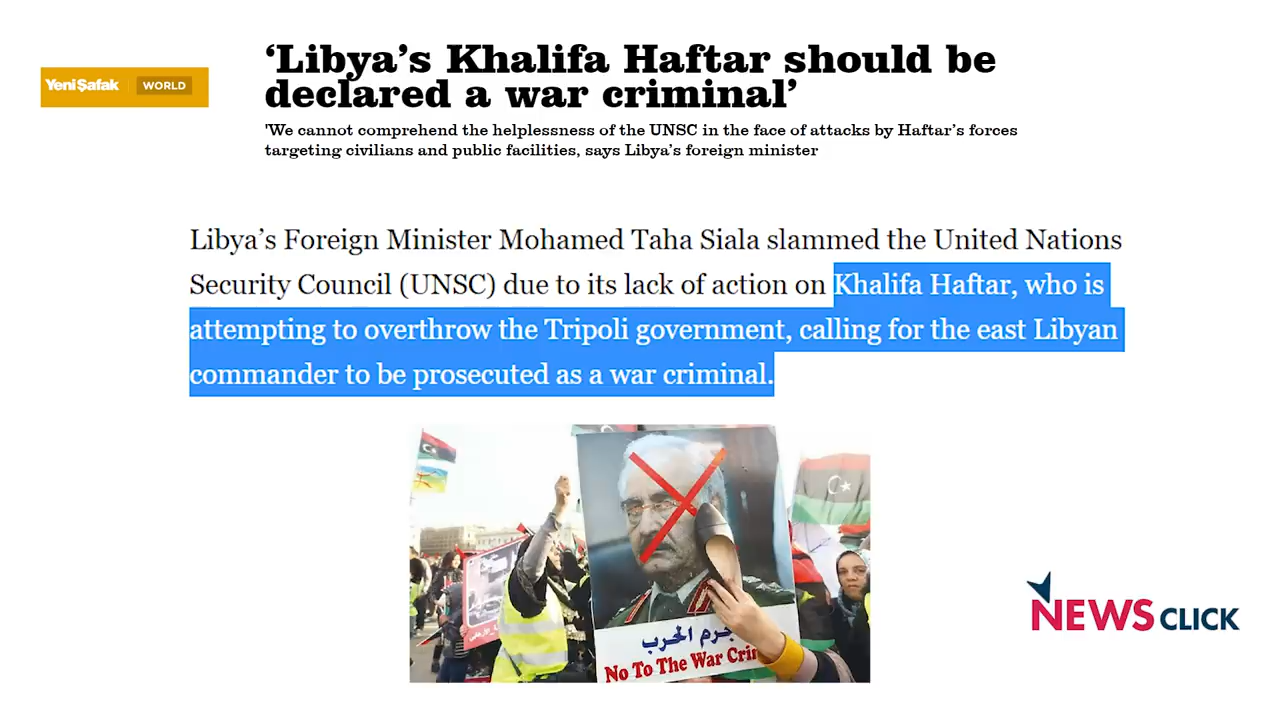 Yeni Şafak WORLD
‘Libya’s Khalifa Haftar should be
declared a war criminal’
'We cannot comprehend the helplessness of the UNSC in the face of attacks by Haftar’s forces
targeting civilians and public facilities, says Libya’s foreign minister
Libya’s Foreign Minister Mohamed Taha Siala slammed the United Nations
Security Council (UNSC) due to its lack of action on Khalifa Haftar, who is
attempting to overthrow the Tripoli government, calling for the east Libyan
commander to be prosecuted as a war criminal.
الحرب
No To The War Crim
NEWSCLICK